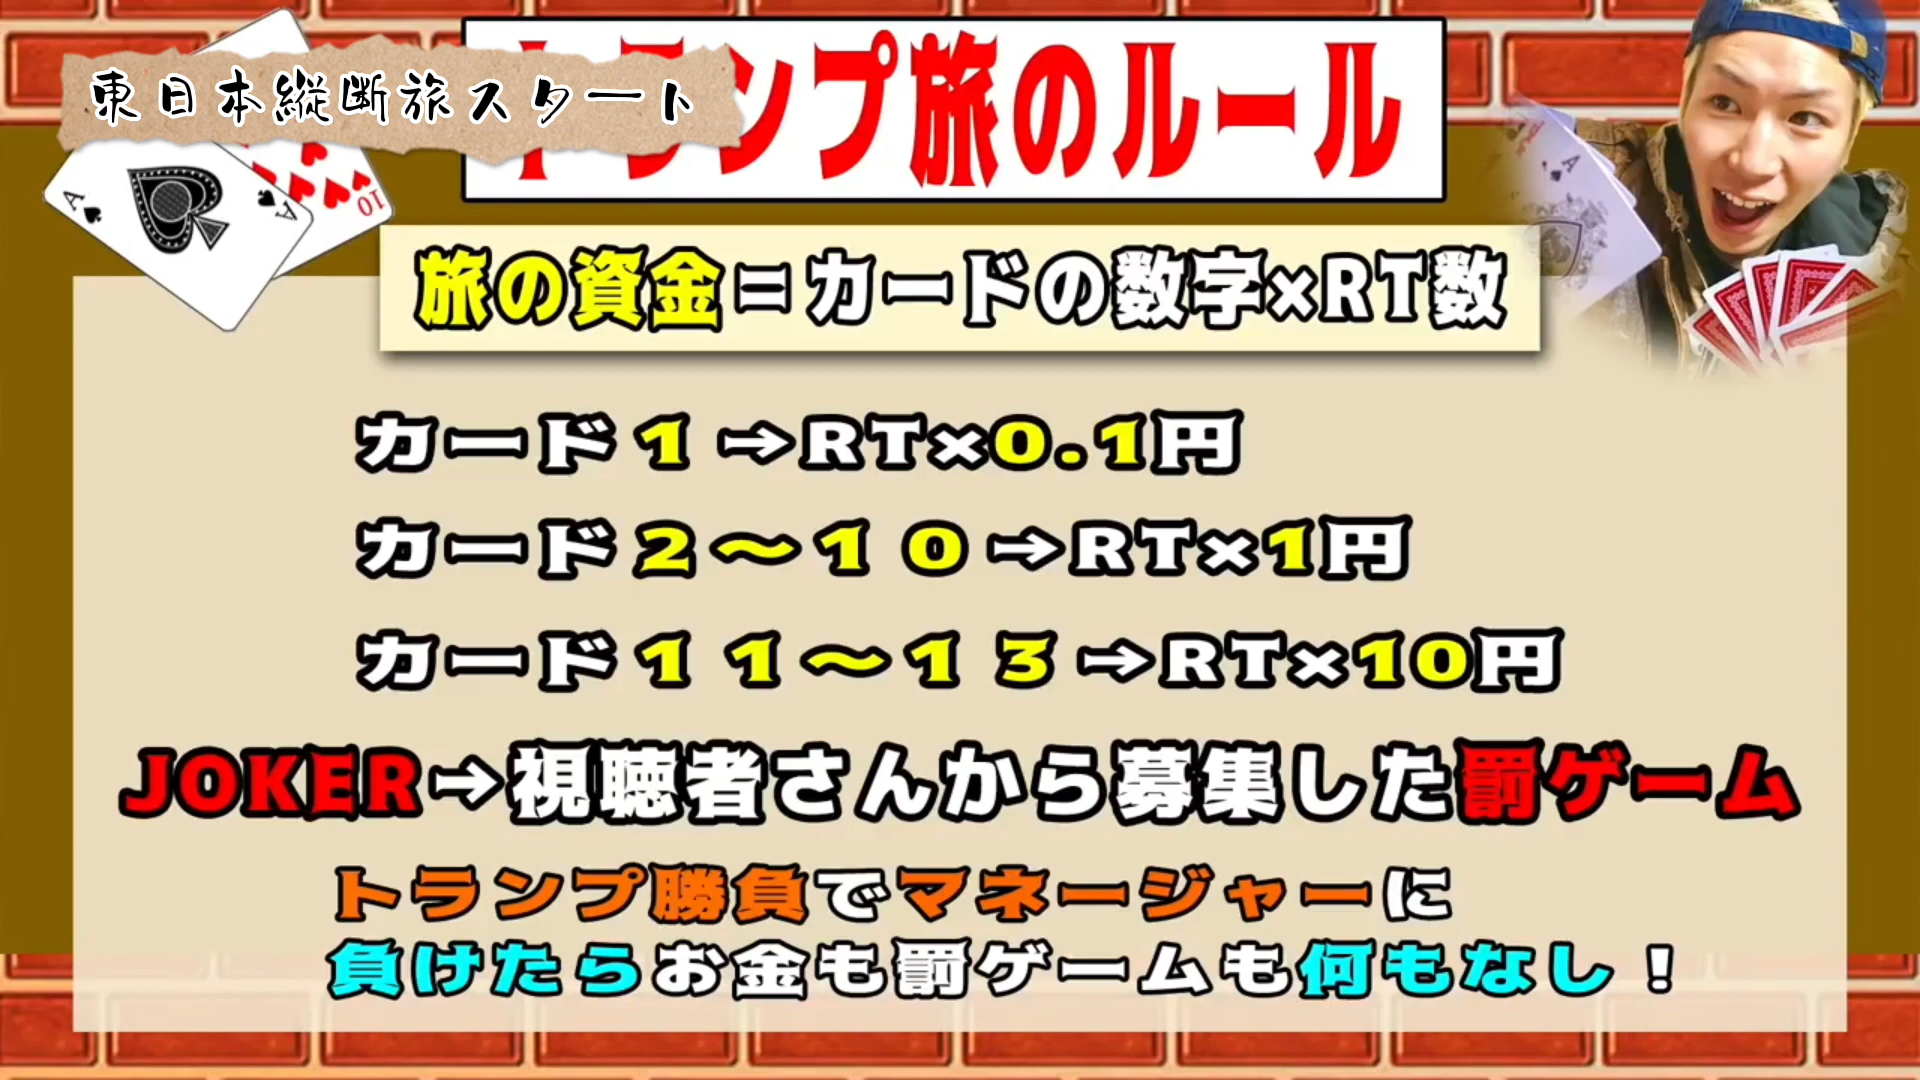 東日本縦断旅スタート
トランプ旅のルール
旅の資金=カードの数字×RT数
カード1→RT×0.1円
カード2～10→RT×1円
カード11～13→RT×10円
JOKER→視聴者さんから募集した罰ゲーム
トランプ勝負でマネージャーに
負けたらお金も罰ゲームも何もなし!
A
A
10
A